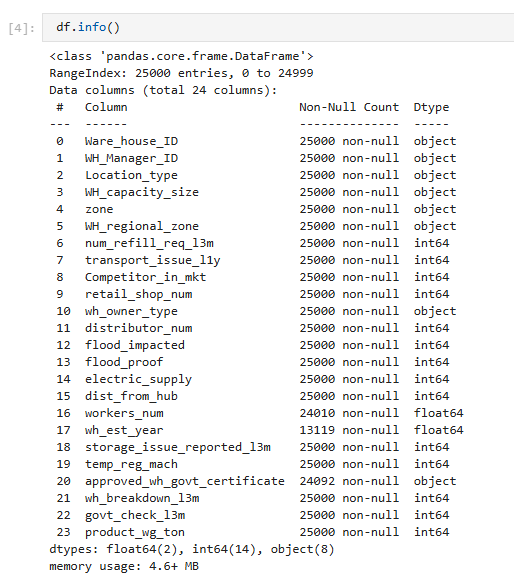 [4]: df.info()
<class 'pandas.core.frame.DataFrame'>
RangeIndex: 25000 entries, 0 to 24999
Data columns (total 24 columns):
 #   Column                     Non-Null Count  Dtype
---  ------                     --------------  -----
 0   Ware_house_ID              25000 non-null  object
 1   WH_Manager_ID              25000 non-null  object
 2   Location_type              25000 non-null  object
 3   WH_capacity_size           25000 non-null  object
 4   zone                       25000 non-null  object
 5   WH_regional_zone           25000 non-null  object
 6   num_refill_req_l3m         25000 non-null  int64
 7   transport_issue_l1y        25000 non-null  int64
 8   Competitor_in_mkt          25000 non-null  int64
 9   retail_shop_num            25000 non-null  int64
 10  wh_owner_type              25000 non-null  object
 11  distributor_num            25000 non-null  int64
 12  flood_impacted             25000 non-null  int64
 13  flood_proof                25000 non-null  int64
 14  electric_supply            25000 non-null  int64
 15  dist_from_hub              25000 non-null  int64
 16  workers_num                24010 non-null  float64
 17  wh_est_year                13119 non-null  float64
 18  storage_issue_reported_l3m 25000 non-null  int64
 19  temp_reg_mach              25000 non-null  int64
 20  approved_wh_govt_certificate  24092 non-null  object
 21  wh_breakdown_l3m           25000 non-null  int64
 22  govt_check_l3m             25000 non-null  int64
 23  product_wg_ton             25000 non-null  int64
dtypes: float64(2), int64(14), object(8)
memory usage: 4.6+ MB